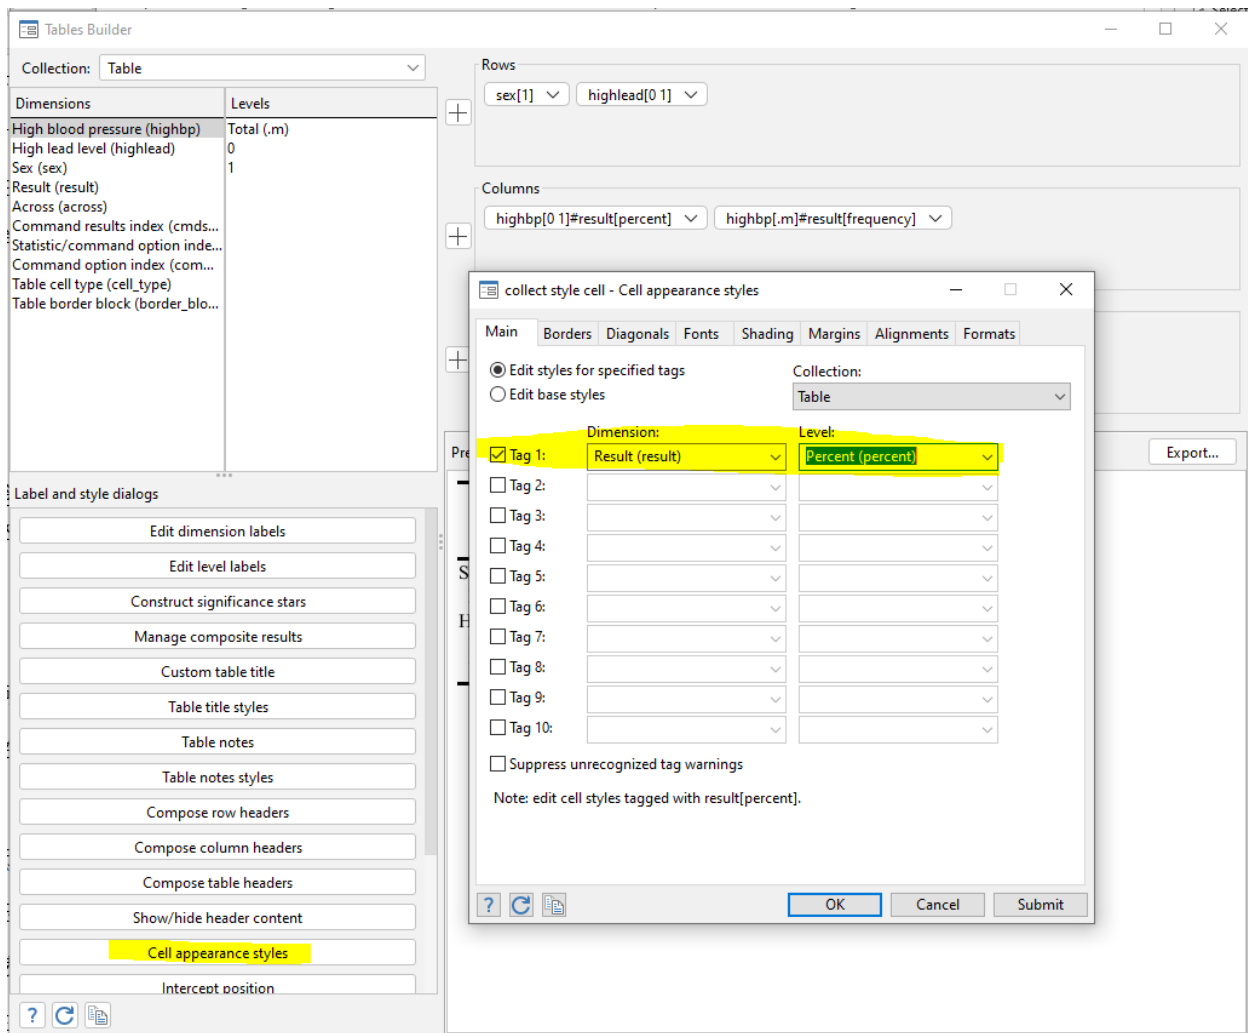 Select
Tables Builder
Collection: Table
Dimensions Levels
High blood pressure (highbp) Total (.m)
High lead level (highlead) 0
Sex (sex) 1
Result (result)
Across (across)
Command results index (cmds...
Statistic/command option inde...
Command option index (com...
Table cell type (cell_type)
Table border block (border_blo...
Label and style dialogs
Edit dimension labels
Edit level labels
Construct significance stars
Manage composite results
Custom table title
Table title styles
Table notes
Table notes styles
Compose row headers
Compose column headers
Compose table headers
Show/hide header content
Cell appearance styles
Intercept position
Rows
sex[1] highlead[0 1]
Columns
highbp[0 1]#result[percent] highbp[.m]#result[frequency]
Pre
Export...
S
H
collect style cell - Cell appearance styles
Main Borders Diagonals Fonts Shading Margins Alignments Formats
Edit styles for specified tags
Edit base styles
Collection:
Table
Dimension: Level:
Tag 1: Result (result) Percent (percent)
Tag 2:
Tag 3:
Tag 4:
Tag 5:
Tag 6:
Tag 7:
Tag 8:
Tag 9:
Tag 10:
Suppress unrecognized tag warnings
Note: edit cell styles tagged with result[percent].
OK Cancel Submit